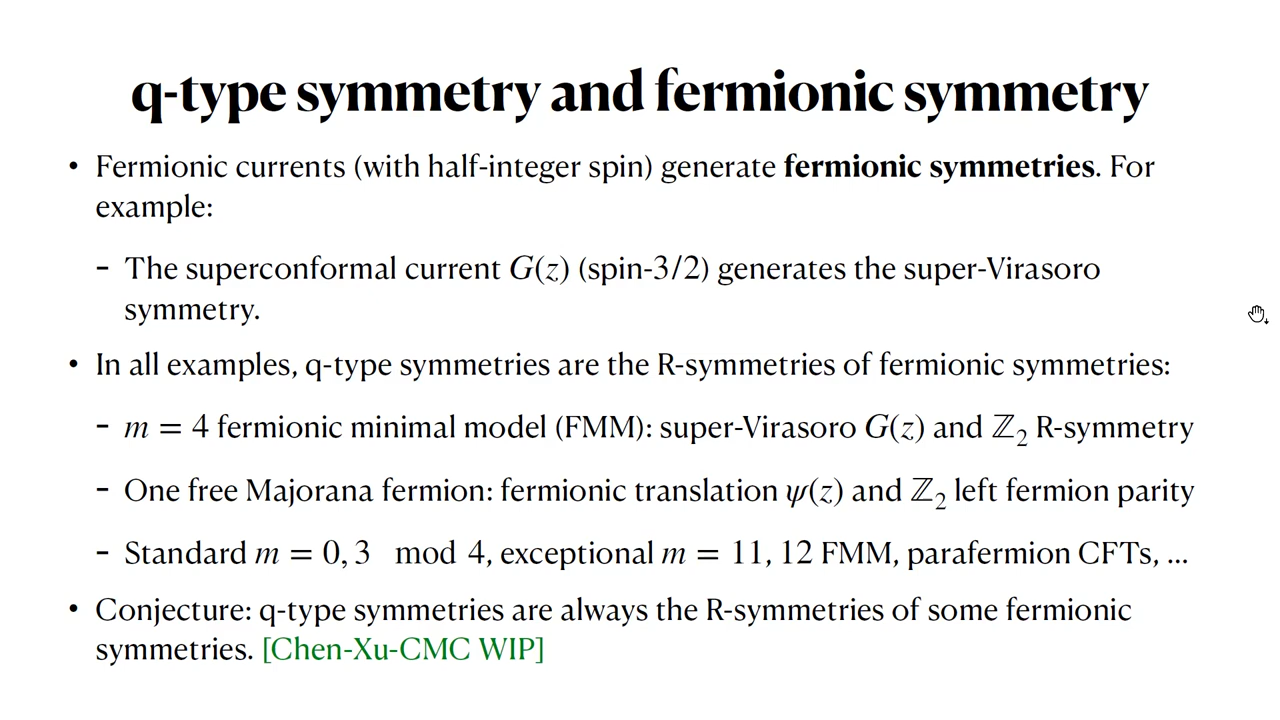 q-type symmetry and fermionic symmetry
• Fermionic currents (with half-integer spin) generate fermionic symmetries. For
example:
– The superconformal current G(z) (spin-3/2) generates the super-Virasoro
symmetry.
• In all examples, q-type symmetries are the R-symmetries of fermionic symmetries:
– m = 4 fermionic minimal model (FMM): super-Virasoro G(z) and ℤ₂ R-symmetry
– One free Majorana fermion: fermionic translation ψ(z) and ℤ₂ left fermion parity
– Standard m = 0, 3 mod 4, exceptional m = 11, 12 FMM, parafermion CFTs, ...
• Conjecture: q-type symmetries are always the R-symmetries of some fermionic
symmetries. [Chen-Xu-CMC WIP]